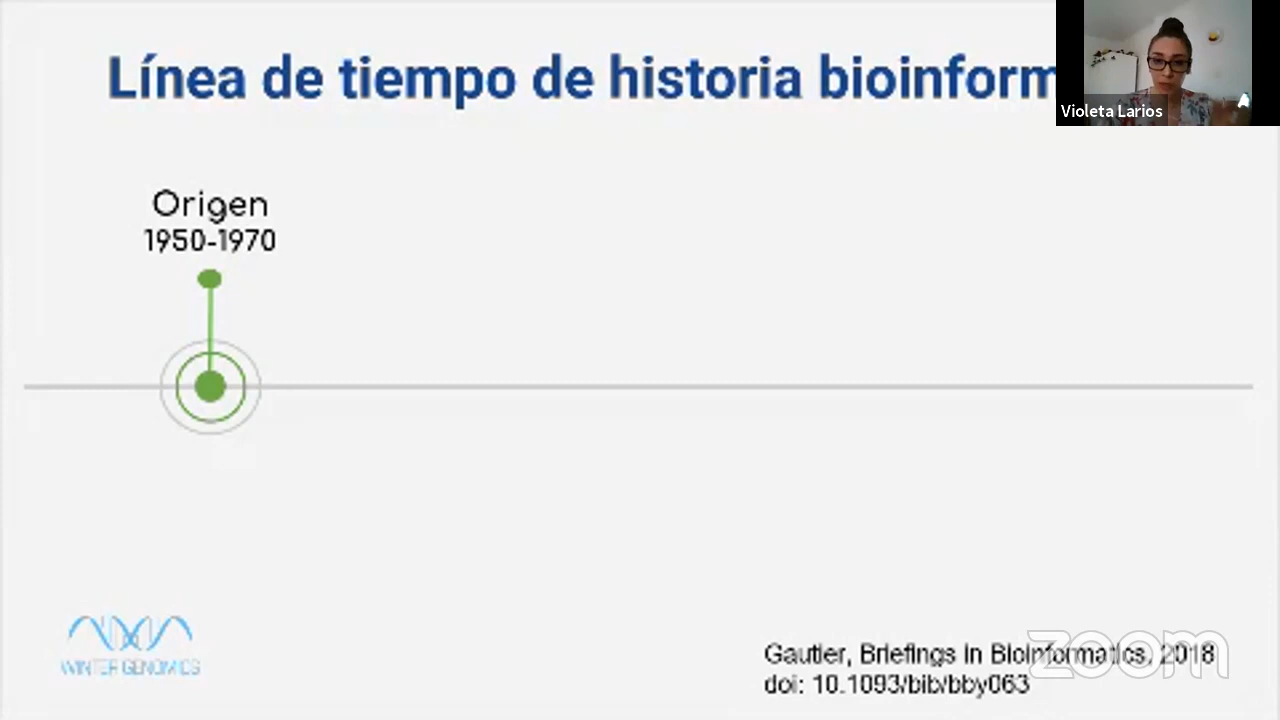 Línea de tiempo de historia bioinform
Violeta Larios
Origen
1950-1970
WINTER GENOMICS
Gautier, Briefings in Bioinformatics, 2018
doi: 10.1093/bib/bby063
zoom